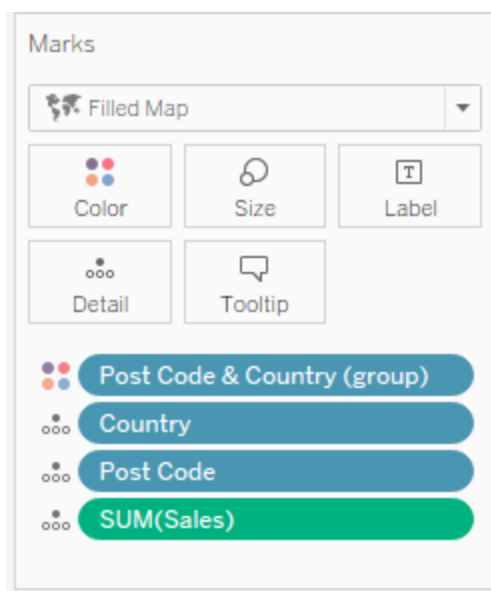 Marks
Filled Map
Color Size T Label
Detail Tooltip
Post Code & Country (group)
Country
Post Code
SUM(Sales)